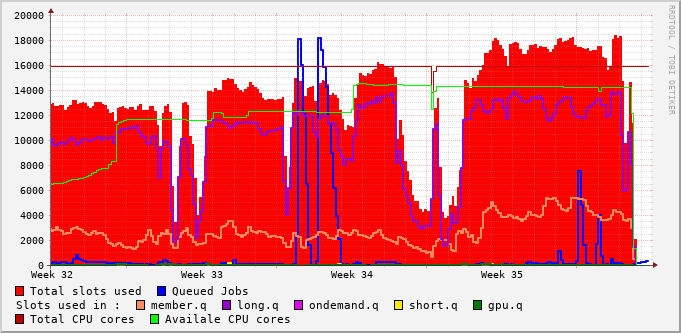 20000
18000
16000
14000
12000
10000
8000
6000
4000
2000
0
Week 32 Week 33 Week 34 Week 35
Total slots used Queued Jobs
Slots used in : member.q long.q ondemand.q short.q gpu.q
Total CPU cores Availale CPU cores
RRDTOOL / TOBI OETIKER